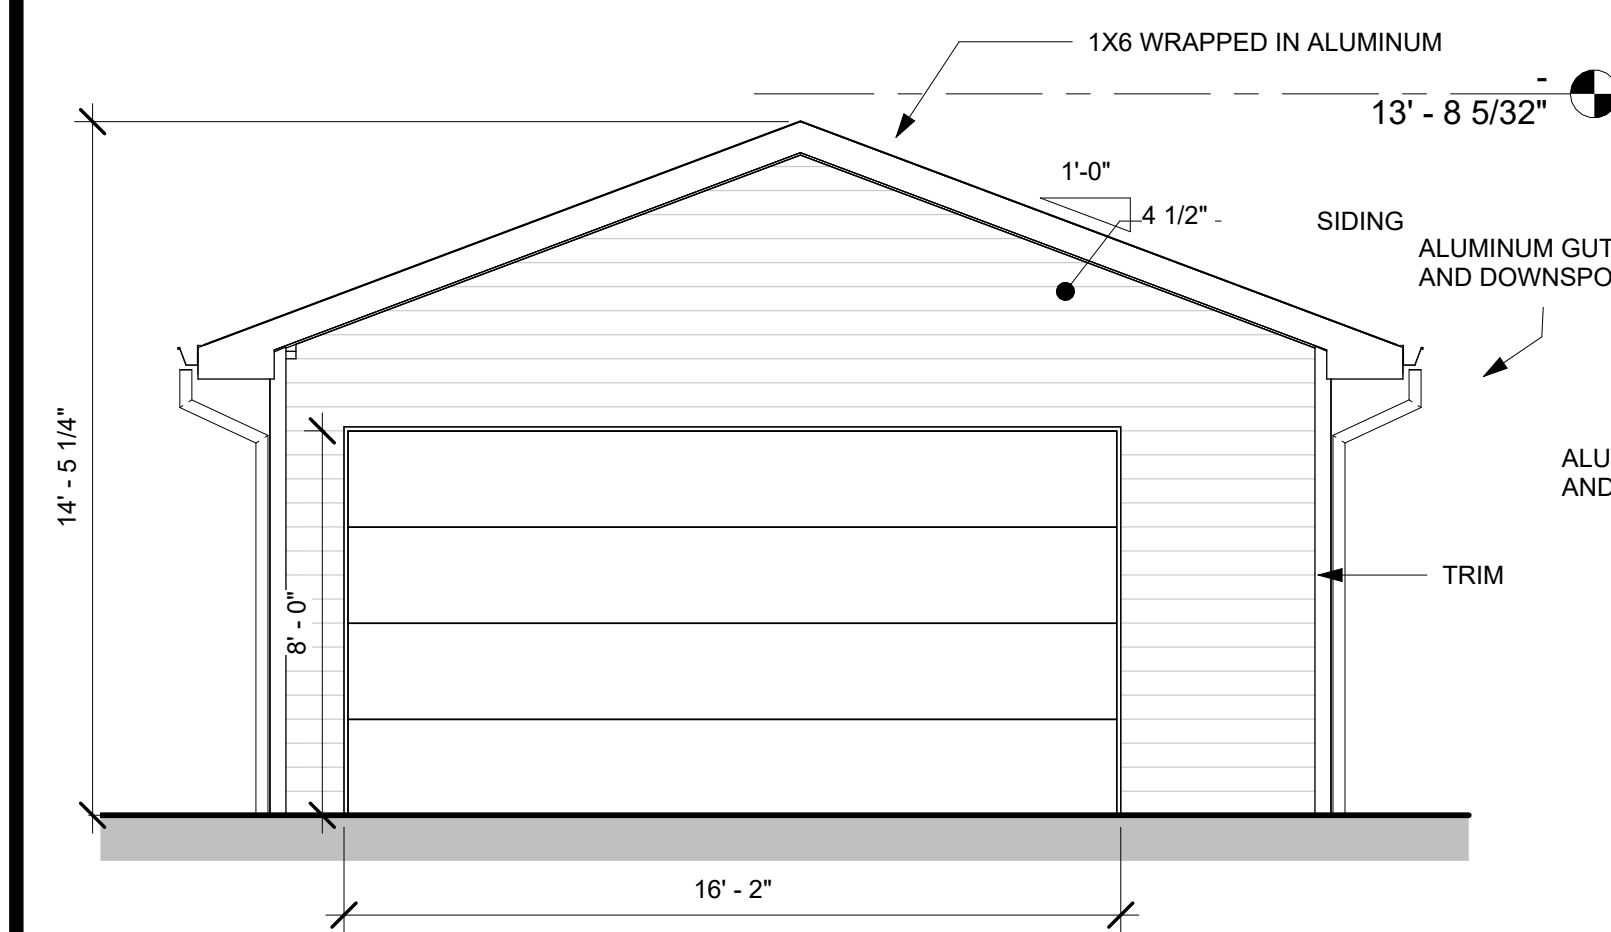 1X6 WRAPPED IN ALUMINUM
-
13' - 8 5/32"
1'-0"
4 1/2"
SIDING
ALUMINUM GUT
AND DOWNSPO
14' - 5 1/4"
ALU
AND
8' - 0"
TRIM
16' - 2"